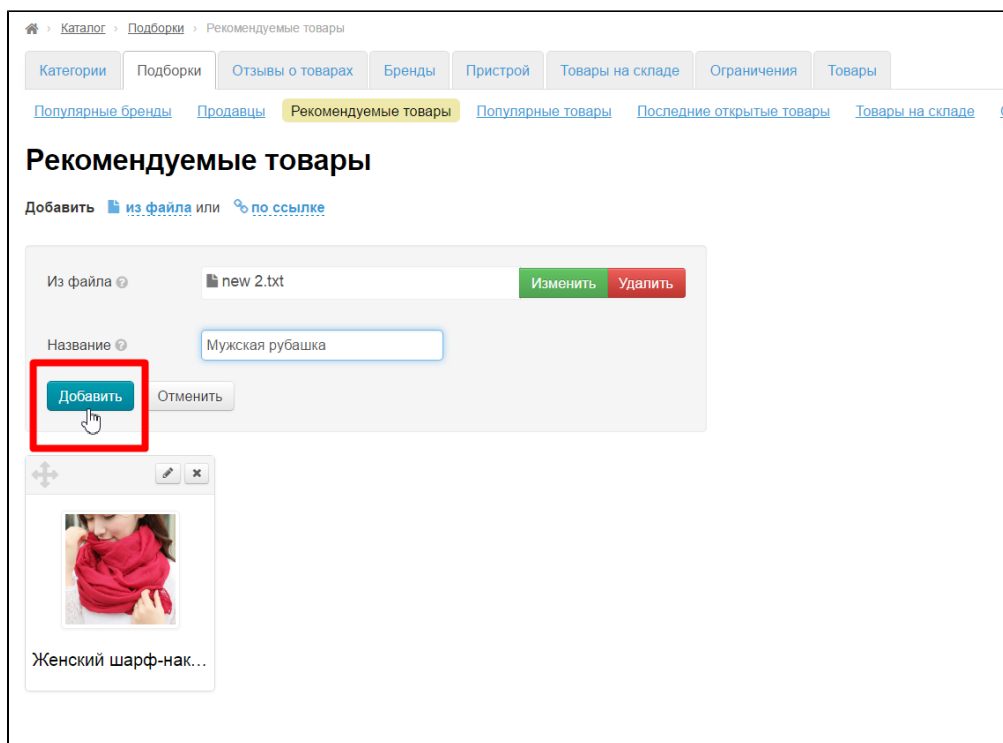 Каталог › Подборки › Рекомендуемые товары
Категории Подборки Отзывы о товарах Бренды Пристрой Товары на складе Ограничения Товары
Популярные бренды Продавцы Рекомендуемые товары Популярные товары Последние открытые товары Товары на складе
Рекомендуемые товары
Добавить из файла или по ссылке
Из файла new 2.txt Изменить Удалить
Название Мужская рубашка
Добавить Отменить
Женский шарф-нак...